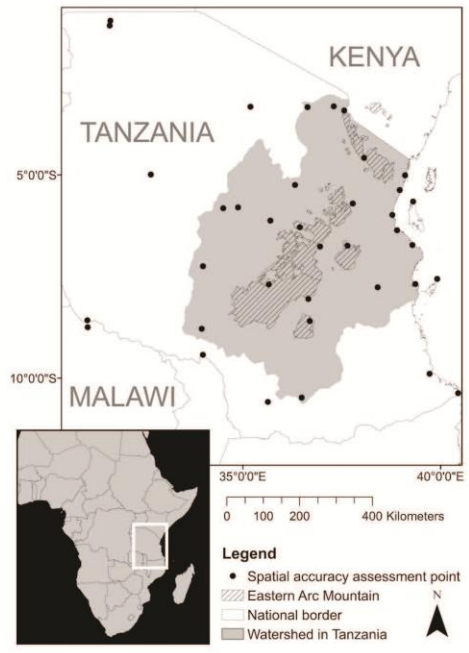 KENYA
TANZANIA
5°0'0"S
10°0'0"S
MALAWI
35°0'0"E 40°0'0"E
0 100 200 400 Kilometers
Legend
Spatial accuracy assessment point
Eastern Arc Mountain
N
National border
Watershed in Tanzania